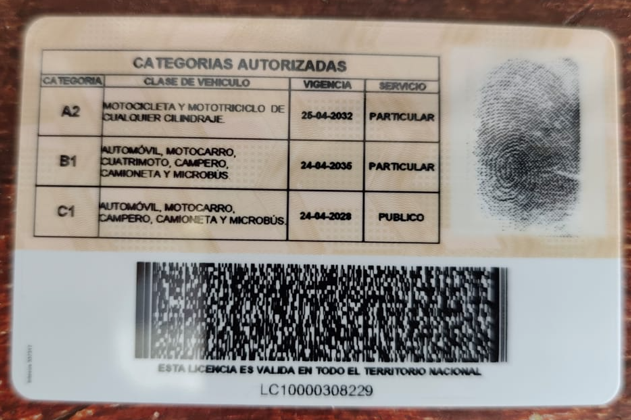 CATEGORIAS AUTORIZADAS
CATEGORIA CLASE DE VEHICULO VIGENCIA SERVICIO
A2 MOTOCICLETA Y MOTOTRICICLO DE CUALQUIER CILINDRAJE. 25-04-2032 PARTICULAR
B1 AUTOMÓVIL, MOTOCARRO, CUATRIMOTO, CAMPERO, CAMIONETA Y MICROBÚS 24-04-2035 PARTICULAR
C1 AUTOMÓVIL, MOTOCARRO, CAMPERO, CAMIONETA Y MICROBÚS. 24-04-2028 PUBLICO
ESTA LICENCIA ES VALIDA EN TODO EL TERRITORIO NACIONAL
LC10000308229